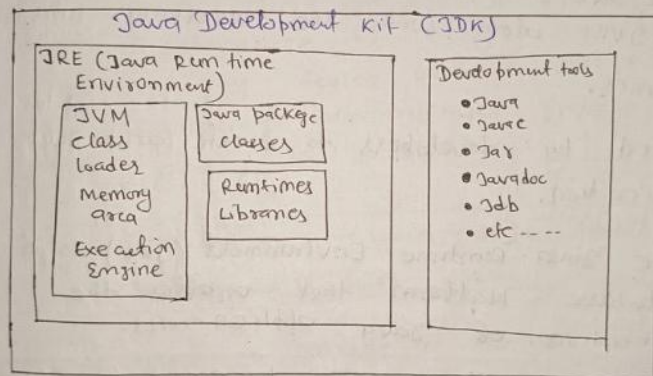 Java Development Kit (JDK)
JRE (Java Run time
Environment)
JVM
class
loader
Memory
area
Execution
Engine
Java package
classes
Runtimes
Libraries
Development tools
• Java
• Javac
• Jar
• Javadoc
• Jdb
• etc ----